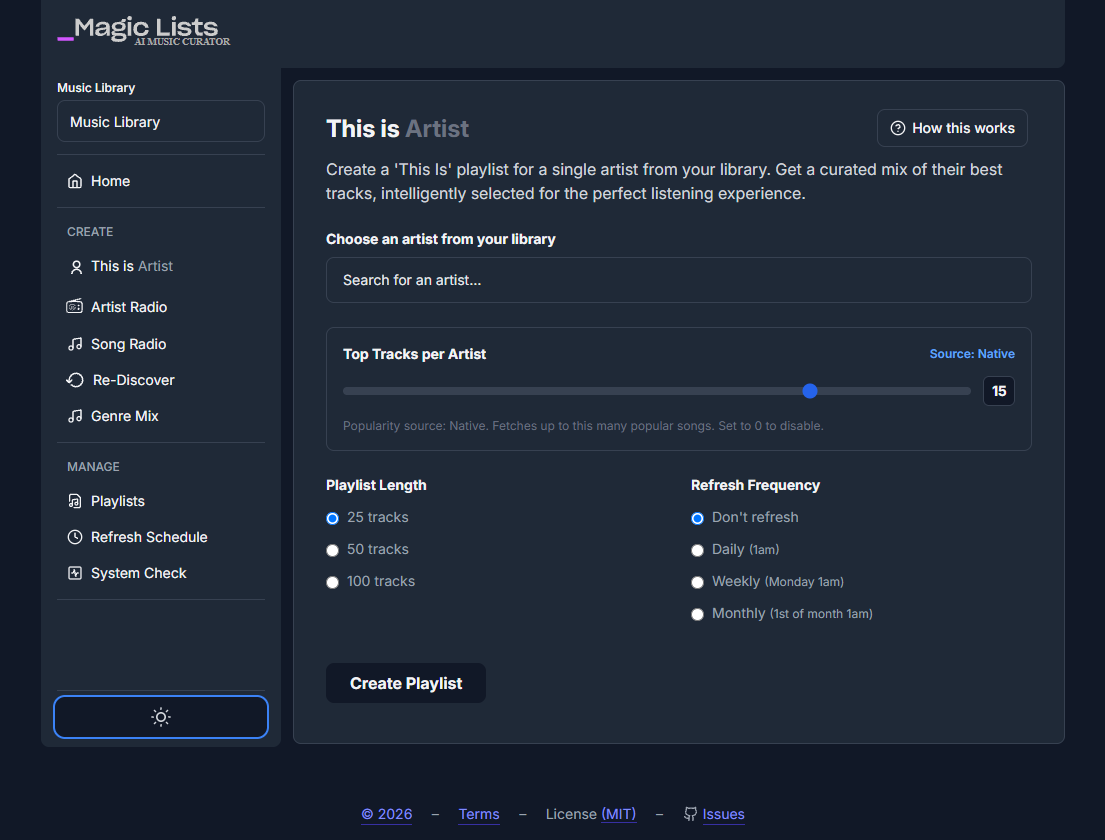 _Magic Lists
AI MUSIC CURATOR
Music Library
Music Library
Home
CREATE
This is Artist
Artist Radio
Song Radio
Re-Discover
Genre Mix
MANAGE
Playlists
Refresh Schedule
System Check
This is Artist
How this works
Create a 'This Is' playlist for a single artist from your library. Get a curated mix of their best
tracks, intelligently selected for the perfect listening experience.
Choose an artist from your library
Search for an artist...
Top Tracks per Artist
Source: Native
15
Popularity source: Native. Fetches up to this many popular songs. Set to 0 to disable.
Playlist Length
25 tracks
50 tracks
100 tracks
Refresh Frequency
Don't refresh
Daily (1am)
Weekly (Monday 1am)
Monthly (1st of month 1am)
Create Playlist
© 2026 – Terms – License (MIT) – Issues